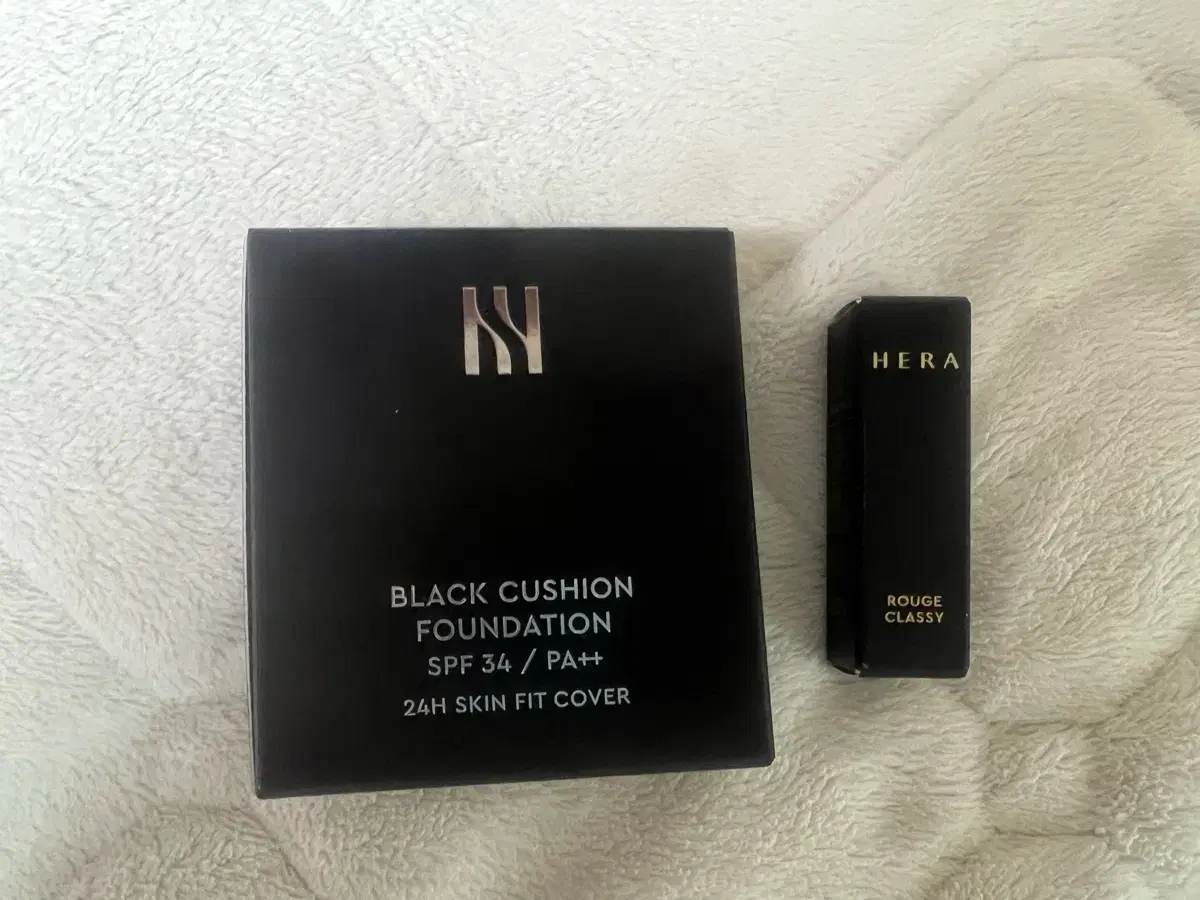 BLACK CUSHION
FOUNDATION
SPF 34 / PA++
24H SKIN FIT COVER
HERA
ROUGE
CLASSY